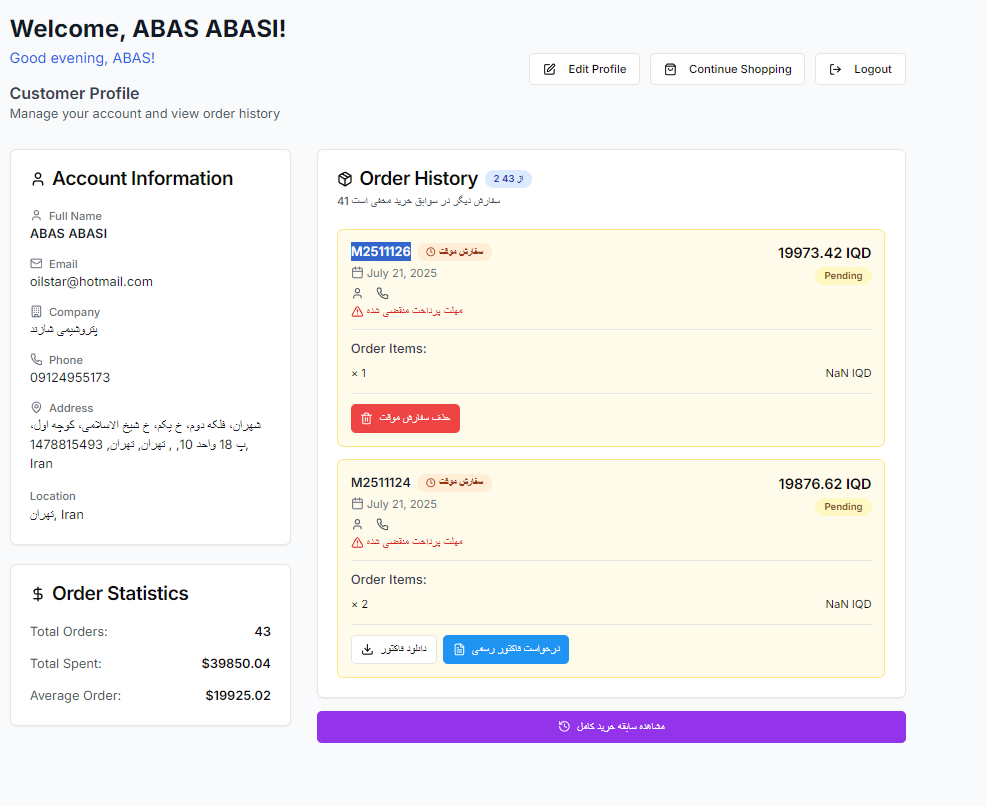 Welcome, ABAS ABASI!
Good evening, ABAS!
Customer Profile
Manage your account and view order history
Edit Profile
Continue Shopping
Logout
Account Information
Full Name
ABAS ABASI
Email
oilstar@hotmail.com
Company
پتروشیمی شازند
Phone
09124955173
Address
شهران، فلکه دوم، خ یکم، خ شیخ الاسلامی، کوچه اول،
پ 18 واحد 10, , تهران, تهران, 1478815493,
Iran
Location
تهران, Iran
Order Statistics
Total Orders: 43
Total Spent: $39850.04
Average Order: $19925.02
Order History 2 از 43
41 سفارش دیگر در سوابق خرید مخفی است
M2511126 سفارش موقت 19973.42 IQD
July 21, 2025 Pending
مهلت پرداخت منقضی شده
Order Items:
× 1 NaN IQD
حذف سفارش موقت
M2511124 سفارش موقت 19876.62 IQD
July 21, 2025 Pending
مهلت پرداخت منقضی شده
Order Items:
× 2 NaN IQD
دانلود فاکتور
درخواست فاکتور رسمی
مشاهده سابقه خرید کامل